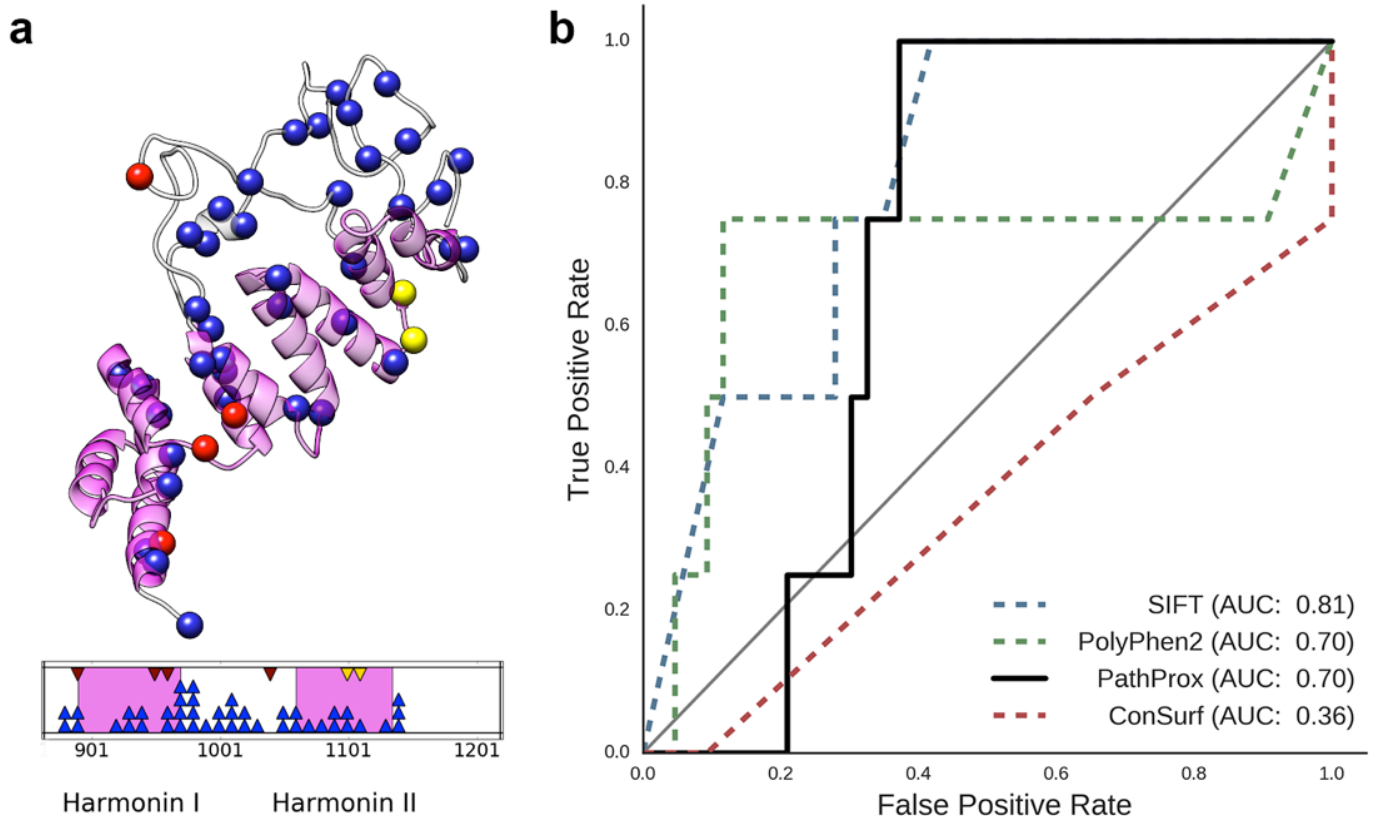 a
901 1001 1101 1201
Harmonin I Harmonin II
b
True Positive Rate
1.0
0.8
0.6
0.4
0.2
0.0
0.0 0.2 0.4 0.6 0.8 1.0
False Positive Rate
SIFT (AUC: 0.81)
PolyPhen2 (AUC: 0.70)
PathProx (AUC: 0.70)
ConSurf (AUC: 0.36)